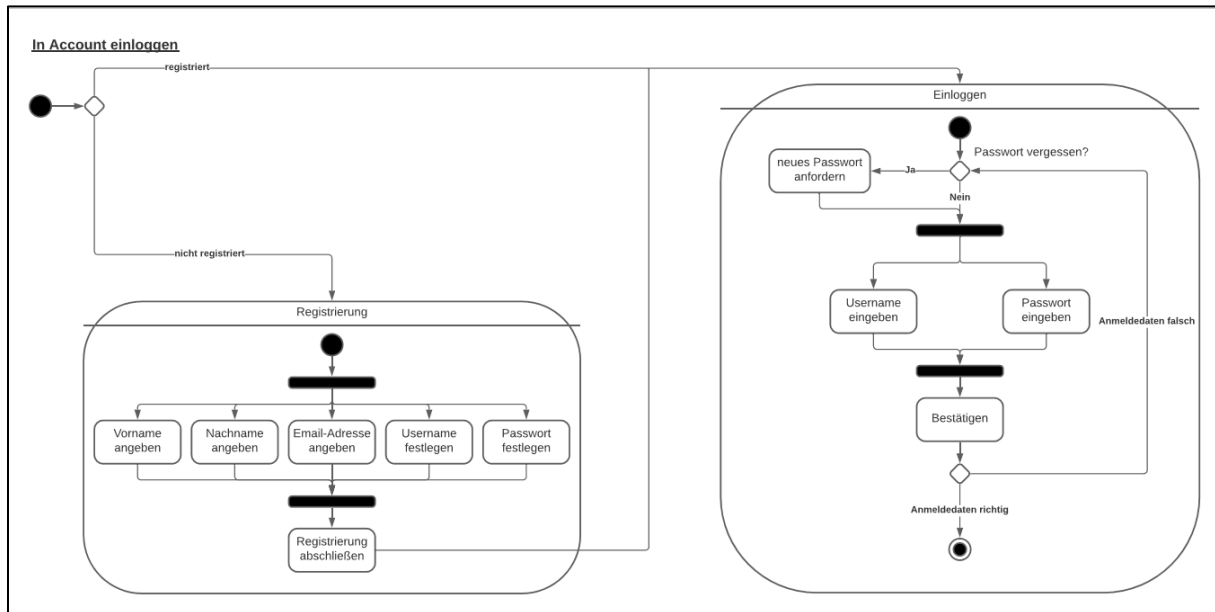 In Account einloggen
registriert
Einloggen
Passwort vergessen?
neues Passwort
anfordern
Ja
Nein
nicht registriert
Username
eingeben
Passwort
eingeben
Anmeldedaten falsch
Registrierung
Bestätigen
Vorname
angeben
Nachname
angeben
Email-Adresse
angeben
Username
festlegen
Passwort
festlegen
Anmeldedaten richtig
Registrierung
abschließen